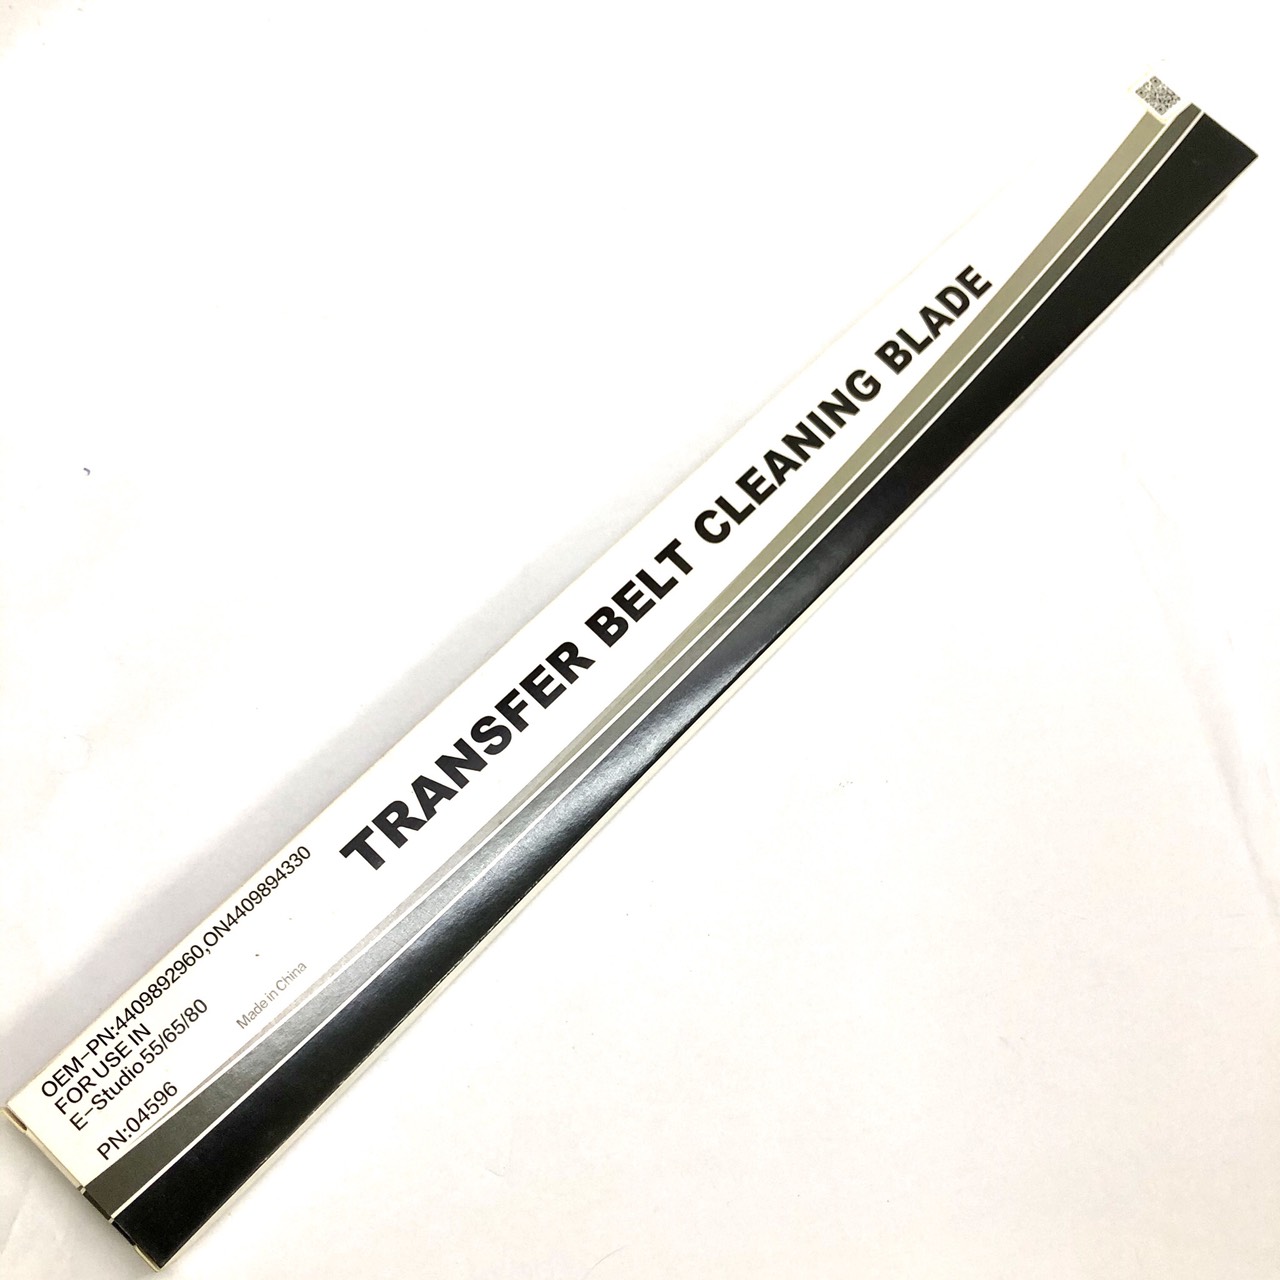 TRANSFER BELT CLEANING BLADE
OEM-PN:4409892960,ON4409894330
FOR USE IN
E-Studio 55/65/80
PN:04596
Made in China